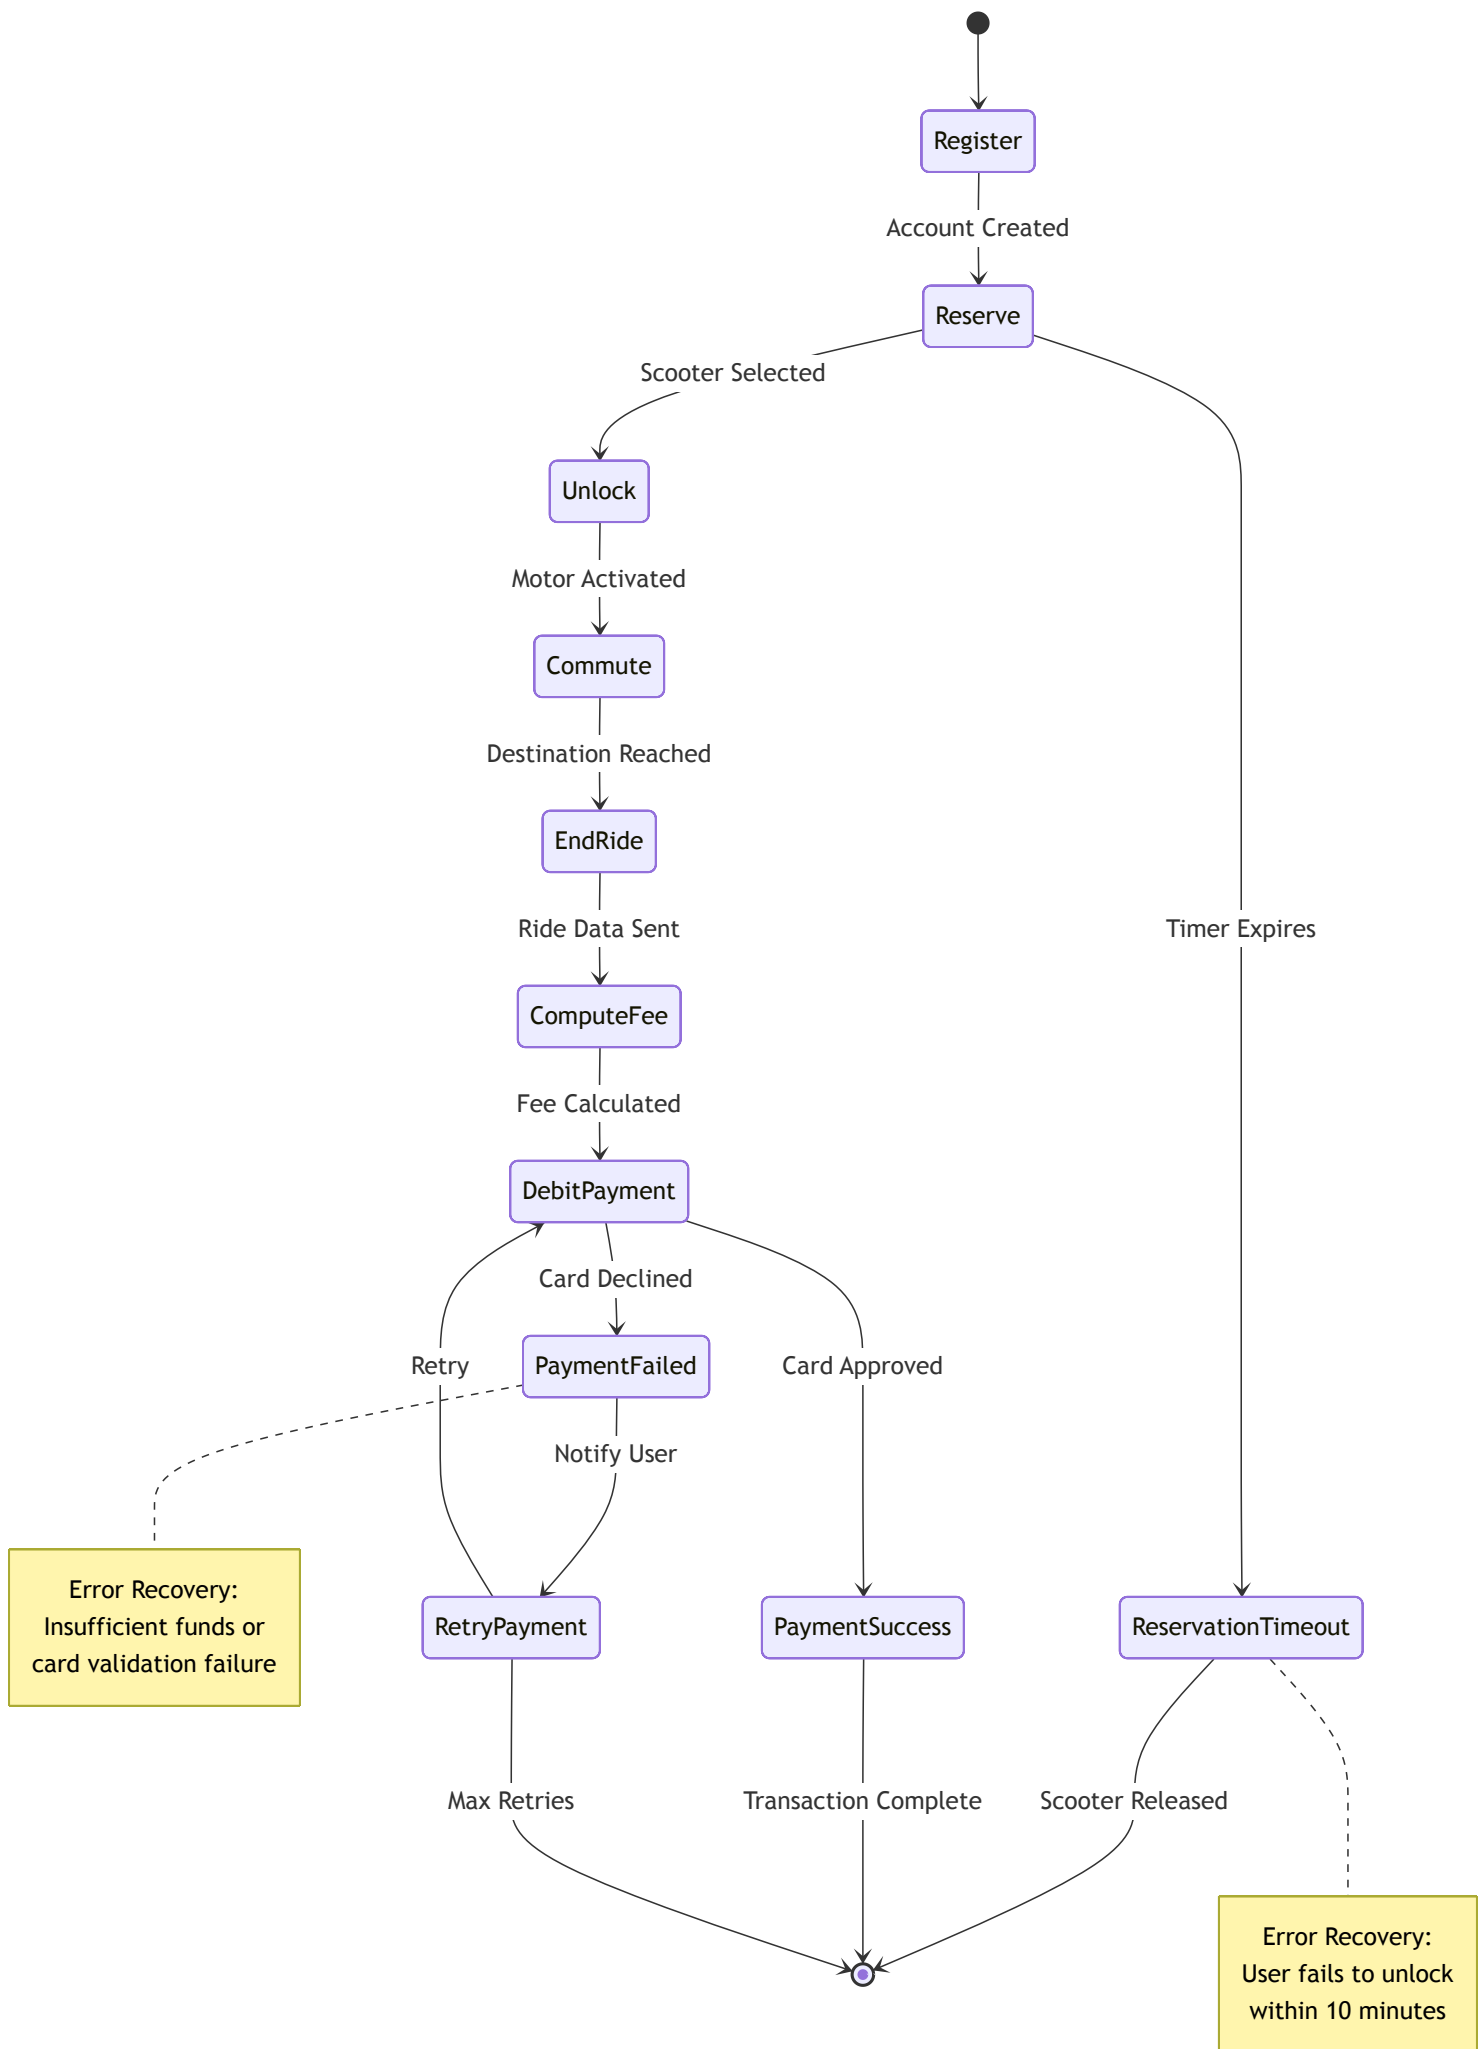 Register
Account Created
Reserve
Scooter Selected
Unlock
Motor Activated
Commute
Destination Reached
EndRide
Ride Data Sent
Timer Expires
ComputeFee
Fee Calculated
DebitPayment
Card Declined
Retry
PaymentFailed
Card Approved
Notify User
Error Recovery:
Insufficient funds or
card validation failure
RetryPayment
PaymentSuccess
ReservationTimeout
Max Retries
Transaction Complete
Scooter Released
Error Recovery:
User fails to unlock
within 10 minutes